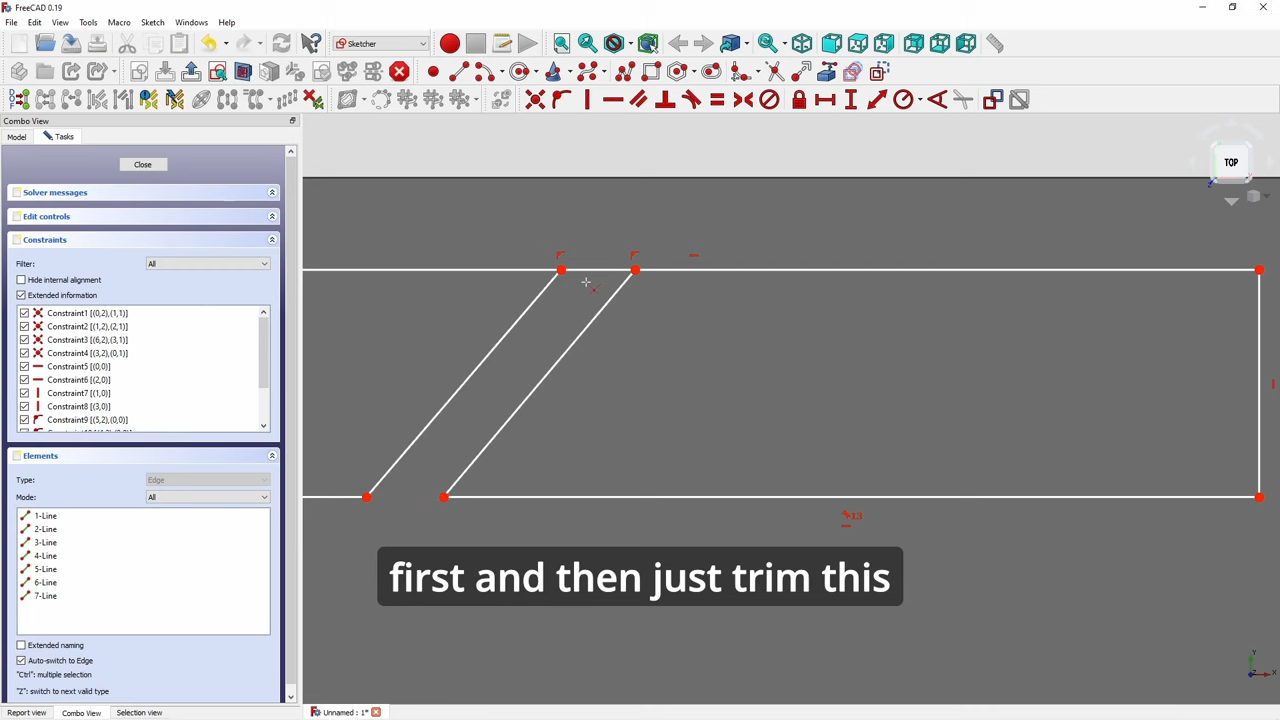 FreeCAD 0.19
File Edit View Tools Macro Sketch Windows Help
Sketcher
Combo View
Model Tasks
Close
Solver messages
Edit controls
Constraints
Filter: All
Hide internal alignment
Extended information
Constraint1 [(0,2),(1,1)]
Constraint2 [(1,2),(2,1)]
Constraint3 [(6,2),(3,1)]
Constraint4 [(3,2),(0,1)]
Constraint5 [(0,0)]
Constraint6 [(2,0)]
Constraint7 [(1,0)]
Constraint8 [(3,0)]
Constraint9 [(5,2),(0,0)]
Elements
Type: Edge
Mode: All
1-Line
2-Line
3-Line
4-Line
5-Line
6-Line
7-Line
Extended naming
Auto-switch to Edge
"Ctrl": multiple selection
"Z": switch to next valid type
Report view Combo View Selection view
Unnamed : 1*
TOP
13
first and then just trim this
Y
Z X